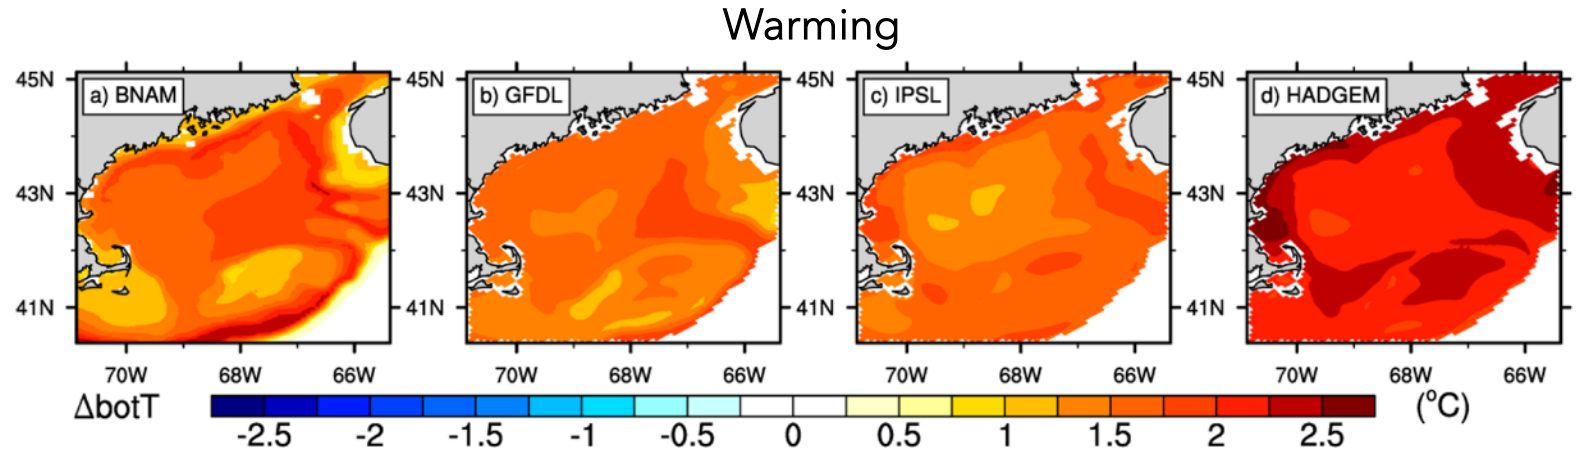 Warming
45N a) BNAM 45N b) GFDL 45N c) IPSL 45N d) HADGEM
43N 43N 43N 43N
41N 41N 41N 41N
70W 68W 66W 70W 68W 66W 70W 68W 66W 70W 68W 66W
ΔbotT (°C)
-2.5 -2 -1.5 -1 -0.5 0 0.5 1 1.5 2 2.5